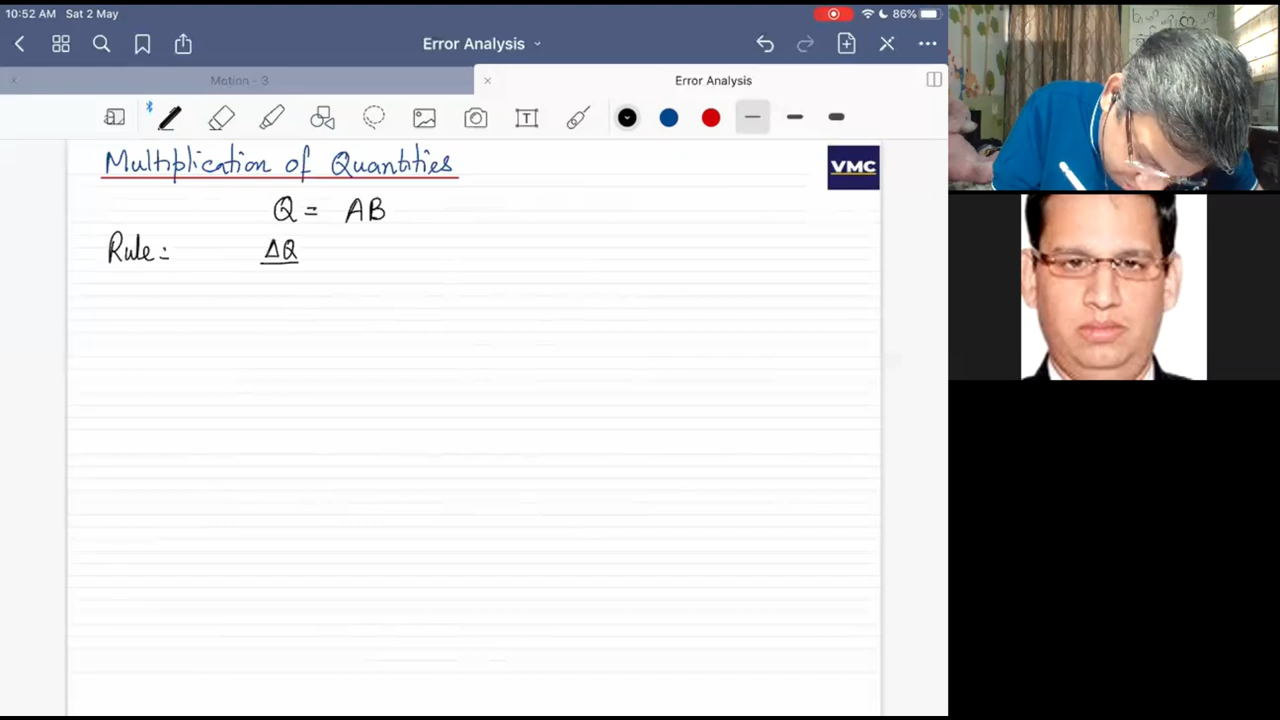 10:52 AM Sat 2 May 86%
Error Analysis
Motion - 3
Error Analysis
T
Multiplication of Quantities
VMC
Q = AB
Rule:- ΔQ